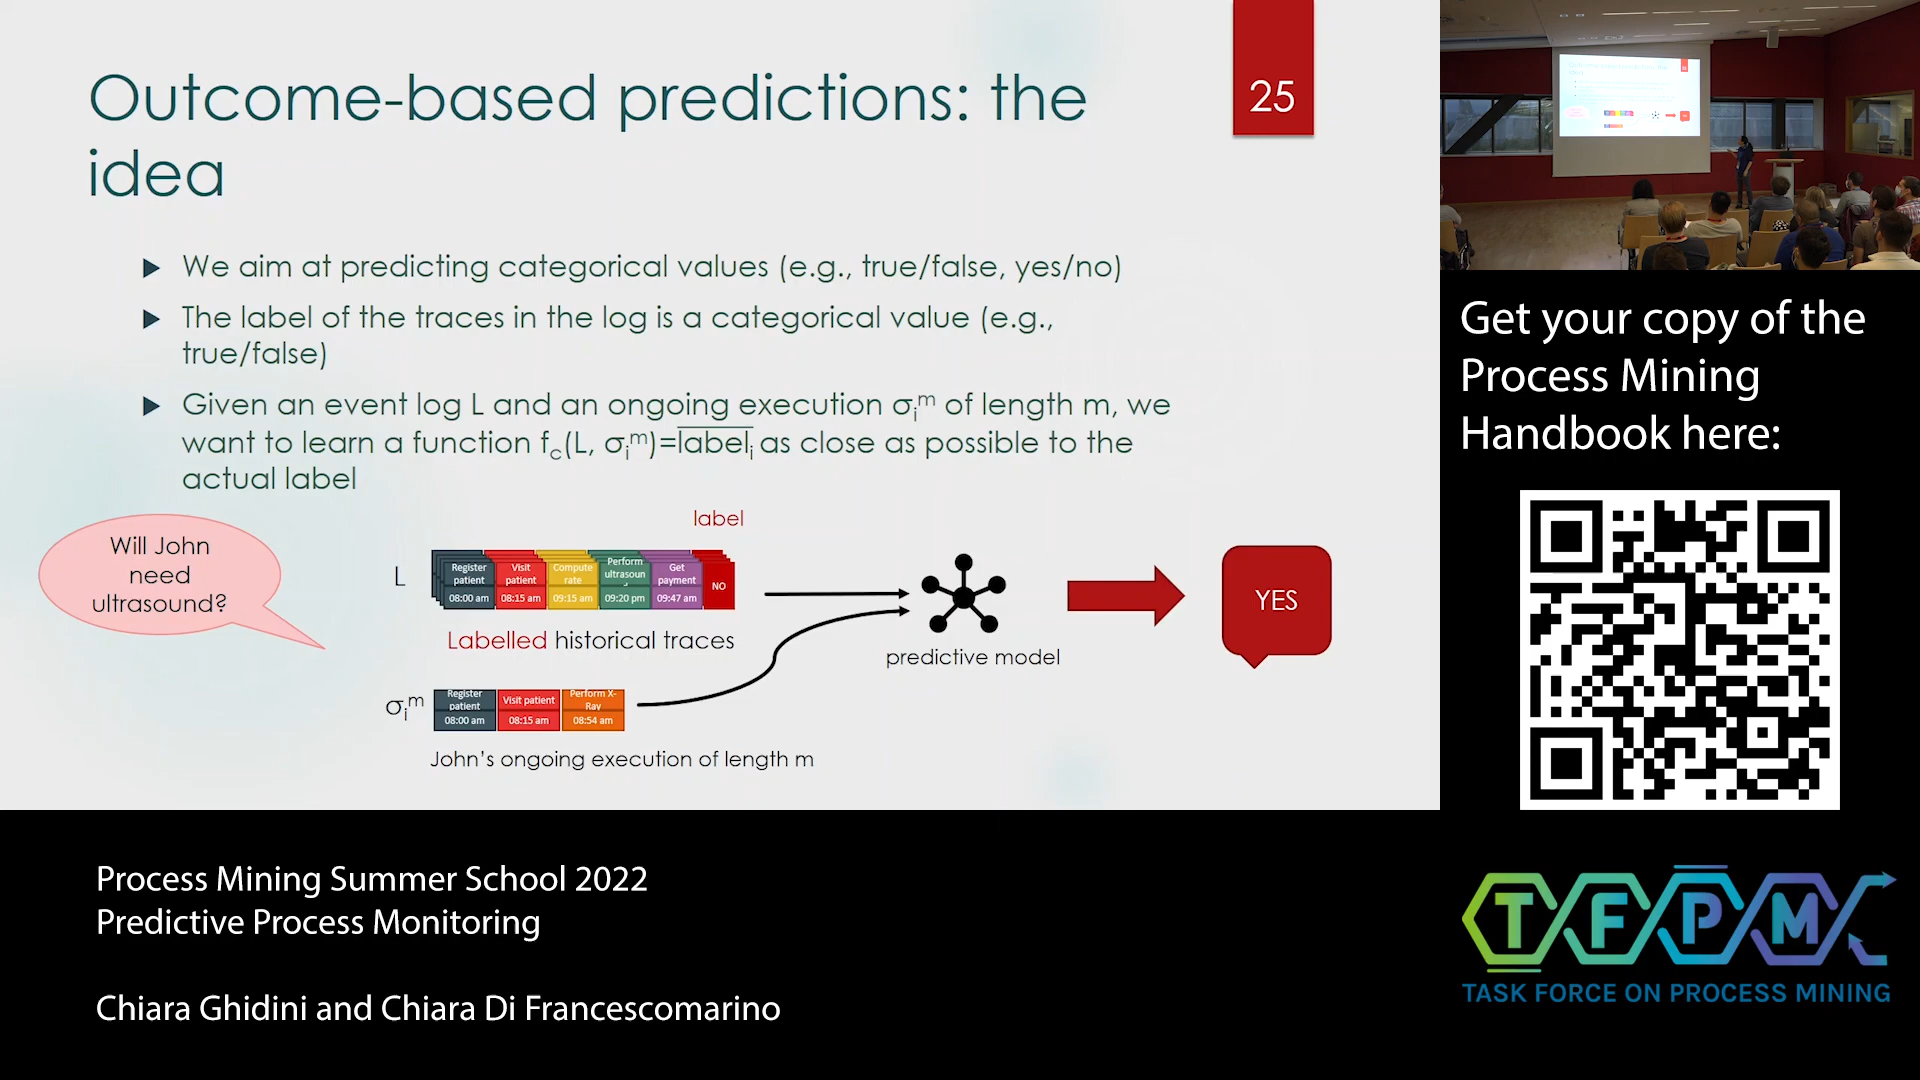 Outcome-based predictions: the
idea
25
We aim at predicting categorical values (e.g., true/false, yes/no)
The label of the traces in the log is a categorical value (e.g.,
true/false)
Given an event log L and an ongoing execution σᵢᵐ of length m, we
want to learn a function f꜀(L, σᵢᵐ)=labelᵢ as close as possible to the
actual label
Will John
need
ultrasound?
label
L
Register
patient
08:00 am
Visit
patient
08:15 am
Compute
rate
09:15 am
Perform
ultrasoun
09:20 pm
Get
payment
09:47 am
NO
Labelled historical traces
predictive model
YES
σᵢᵐ
Register
patient
08:00 am
Visit patient
08:15 am
Perform X-
Ray
08:54 am
John's ongoing execution of length m
Get your copy of the
Process Mining
Handbook here:
Process Mining Summer School 2022
Predictive Process Monitoring
Chiara Ghidini and Chiara Di Francescomarino
TFPM
TASK FORCE ON PROCESS MINING